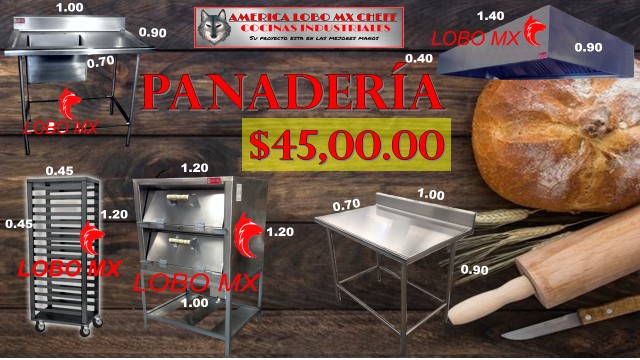 1.00
0.90
0.70
LOBO MX
AMERICA LOBO MX CHEFF
COCINAS INDUSTRIALES
Su proyecto esta en las mejores manos
1.40
LOBO MX
0.90
0.40
PANADERÍA
$45,00.00
0.45
0.45
1.20
LOBO MX
1.20
1.20
LOBO MX
1.00
0.70
1.00
0.90